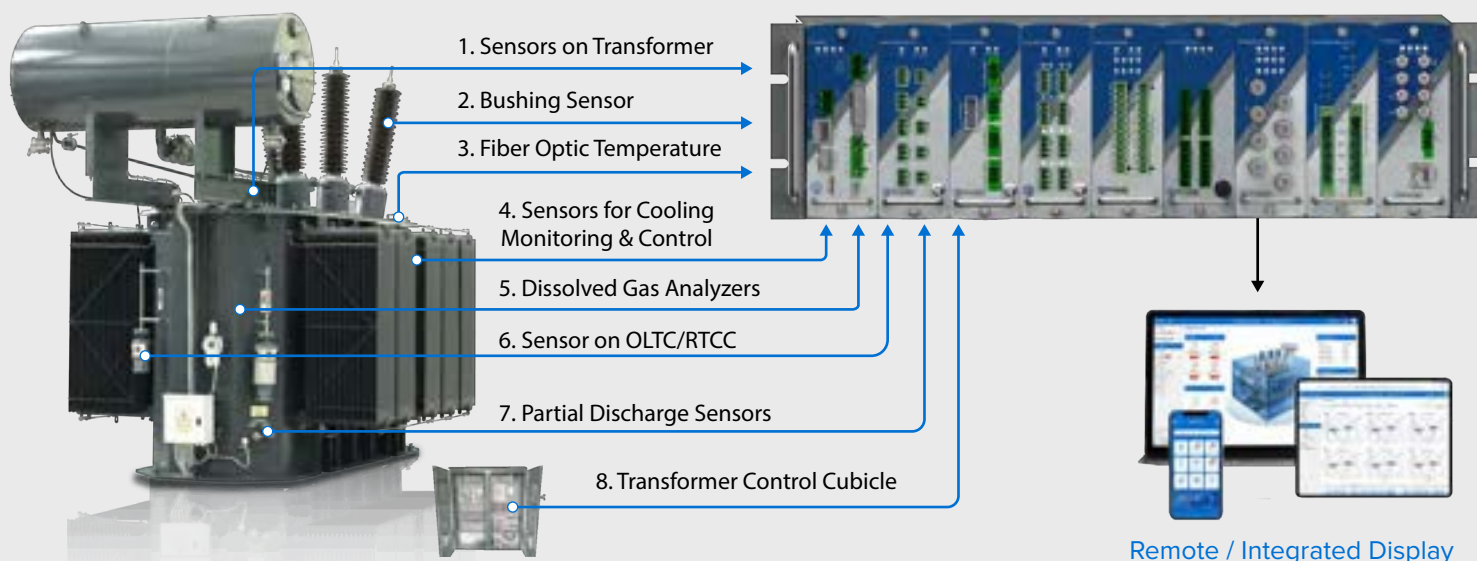 1. Sensors on Transformer
2. Bushing Sensor
3. Fiber Optic Temperature
4. Sensors for Cooling
Monitoring & Control
5. Dissolved Gas Analyzers
6. Sensor on OLTC/RTCC
7. Partial Discharge Sensors
8. Transformer Control Cubicle
Remote / Integrated Display